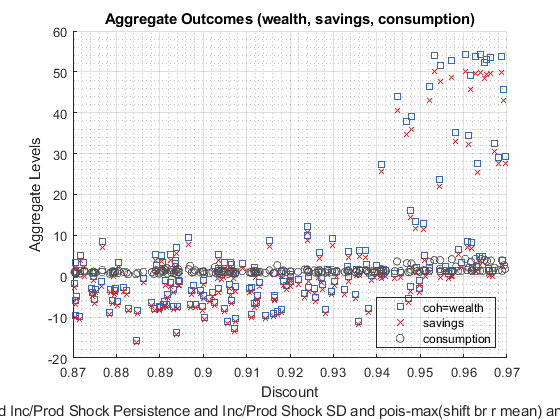 Aggregate Outcomes (wealth, savings, consumption)
60
50
40
30
20
10
0
-10
-20
Aggregate Levels
0.87 0.88 0.89 0.9 0.91 0.92 0.93 0.94 0.95 0.96 0.97
coh=wealth
savings
consumption
Discount
d Inc/Prod Shock Persistence and Inc/Prod Shock SD and pois-max(shift br r mean) an